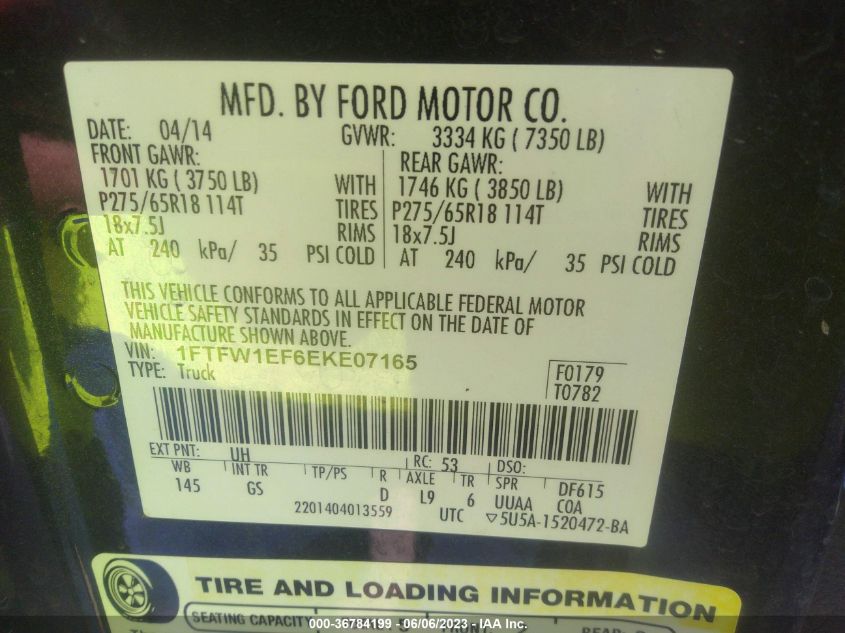 MFD. BY FORD MOTOR CO.
DATE: 04/14 GVWR: 3334 KG ( 7350 LB)
FRONT GAWR: REAR GAWR:
1701 KG ( 3750 LB) WITH 1746 KG ( 3850 LB) WITH
P275/65R18 114T TIRES P275/65R18 114T TIRES
18x7.5J RIMS 18x7.5J RIMS
AT 240 kPa/ 35 PSI COLD AT 240 kPa/ 35 PSI COLD
THIS VEHICLE CONFORMS TO ALL APPLICABLE FEDERAL MOTOR
VEHICLE SAFETY STANDARDS IN EFFECT ON THE DATE OF
MANUFACTURE SHOWN ABOVE.
VIN: 1FTFW1EF6EKE07165
TYPE: Truck
F0179
T0782
EXT PNT: UH RC: 53 DSO:
WB INT TR TP/PS R AXLE TR SPR DF615
145 GS D L9 6 UUAA COA
2201404013559 UTC ▽5U5A-1520472-BA
TIRE AND LOADING INFORMATION
SEATING CAPACITY
000-36784199 - 06/06/2023 - IAA Inc.